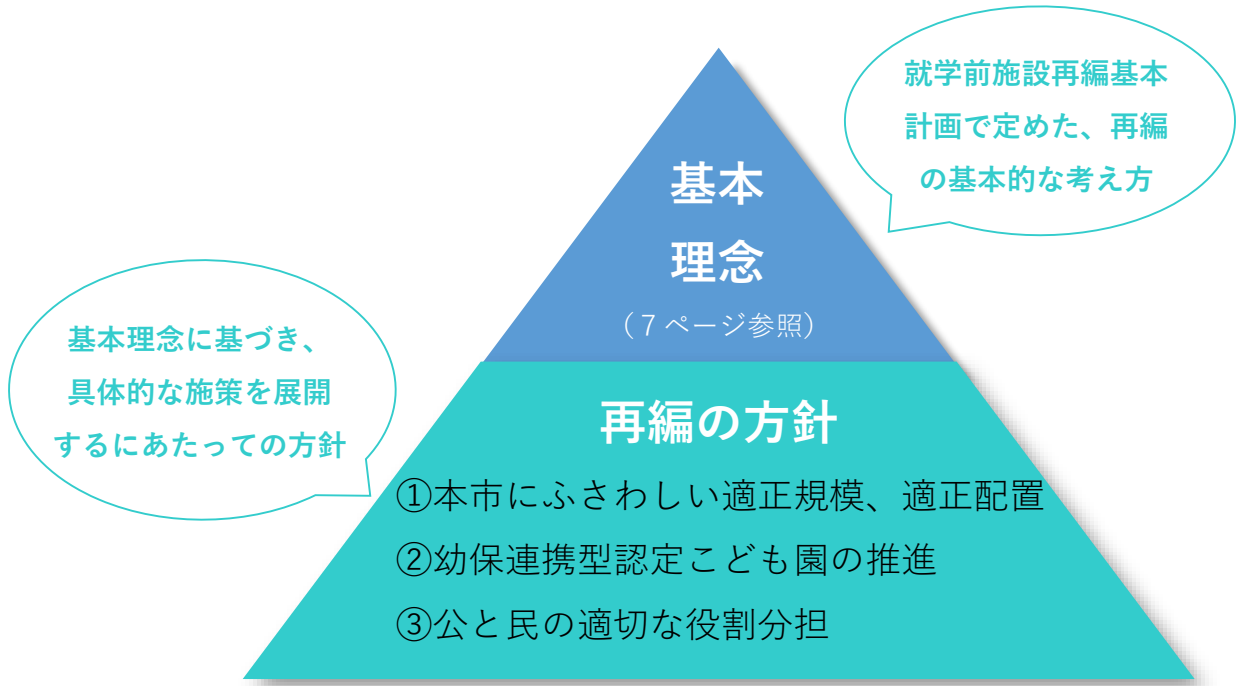 就学前施設再編基本
計画で定めた、再編
の基本的な考え方
基本
理念
（７ページ参照）
基本理念に基づき、
具体的な施策を展開
するにあたっての方針
再編の方針
①本市にふさわしい適正規模、適正配置
②幼保連携型認定こども園の推進
③公と民の適切な役割分担